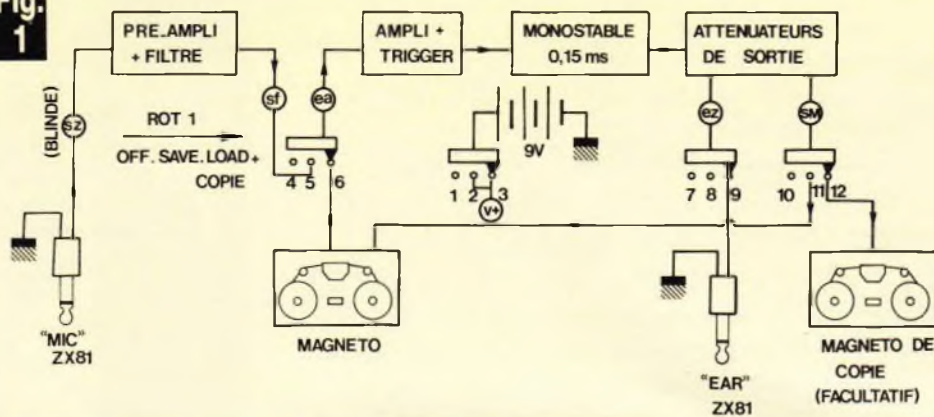 Fig.
1
PRE_AMPLI
+ FILTRE
AMPLI +
TRIGGER
MONOSTABLE
0,15 ms
ATTENUATEURS
DE SORTIE
(BLINDE)
sz
sf
ea
ez
SM
ROT 1
OFF. SAVE. LOAD +
COPIE
9V
4 5 6
1 2 3
7 8 9
10 11 12
V+
"MIC"
ZX81
MAGNETO
"EAR"
ZX81
MAGNETO DE
COPIE
(FACULTATIF)